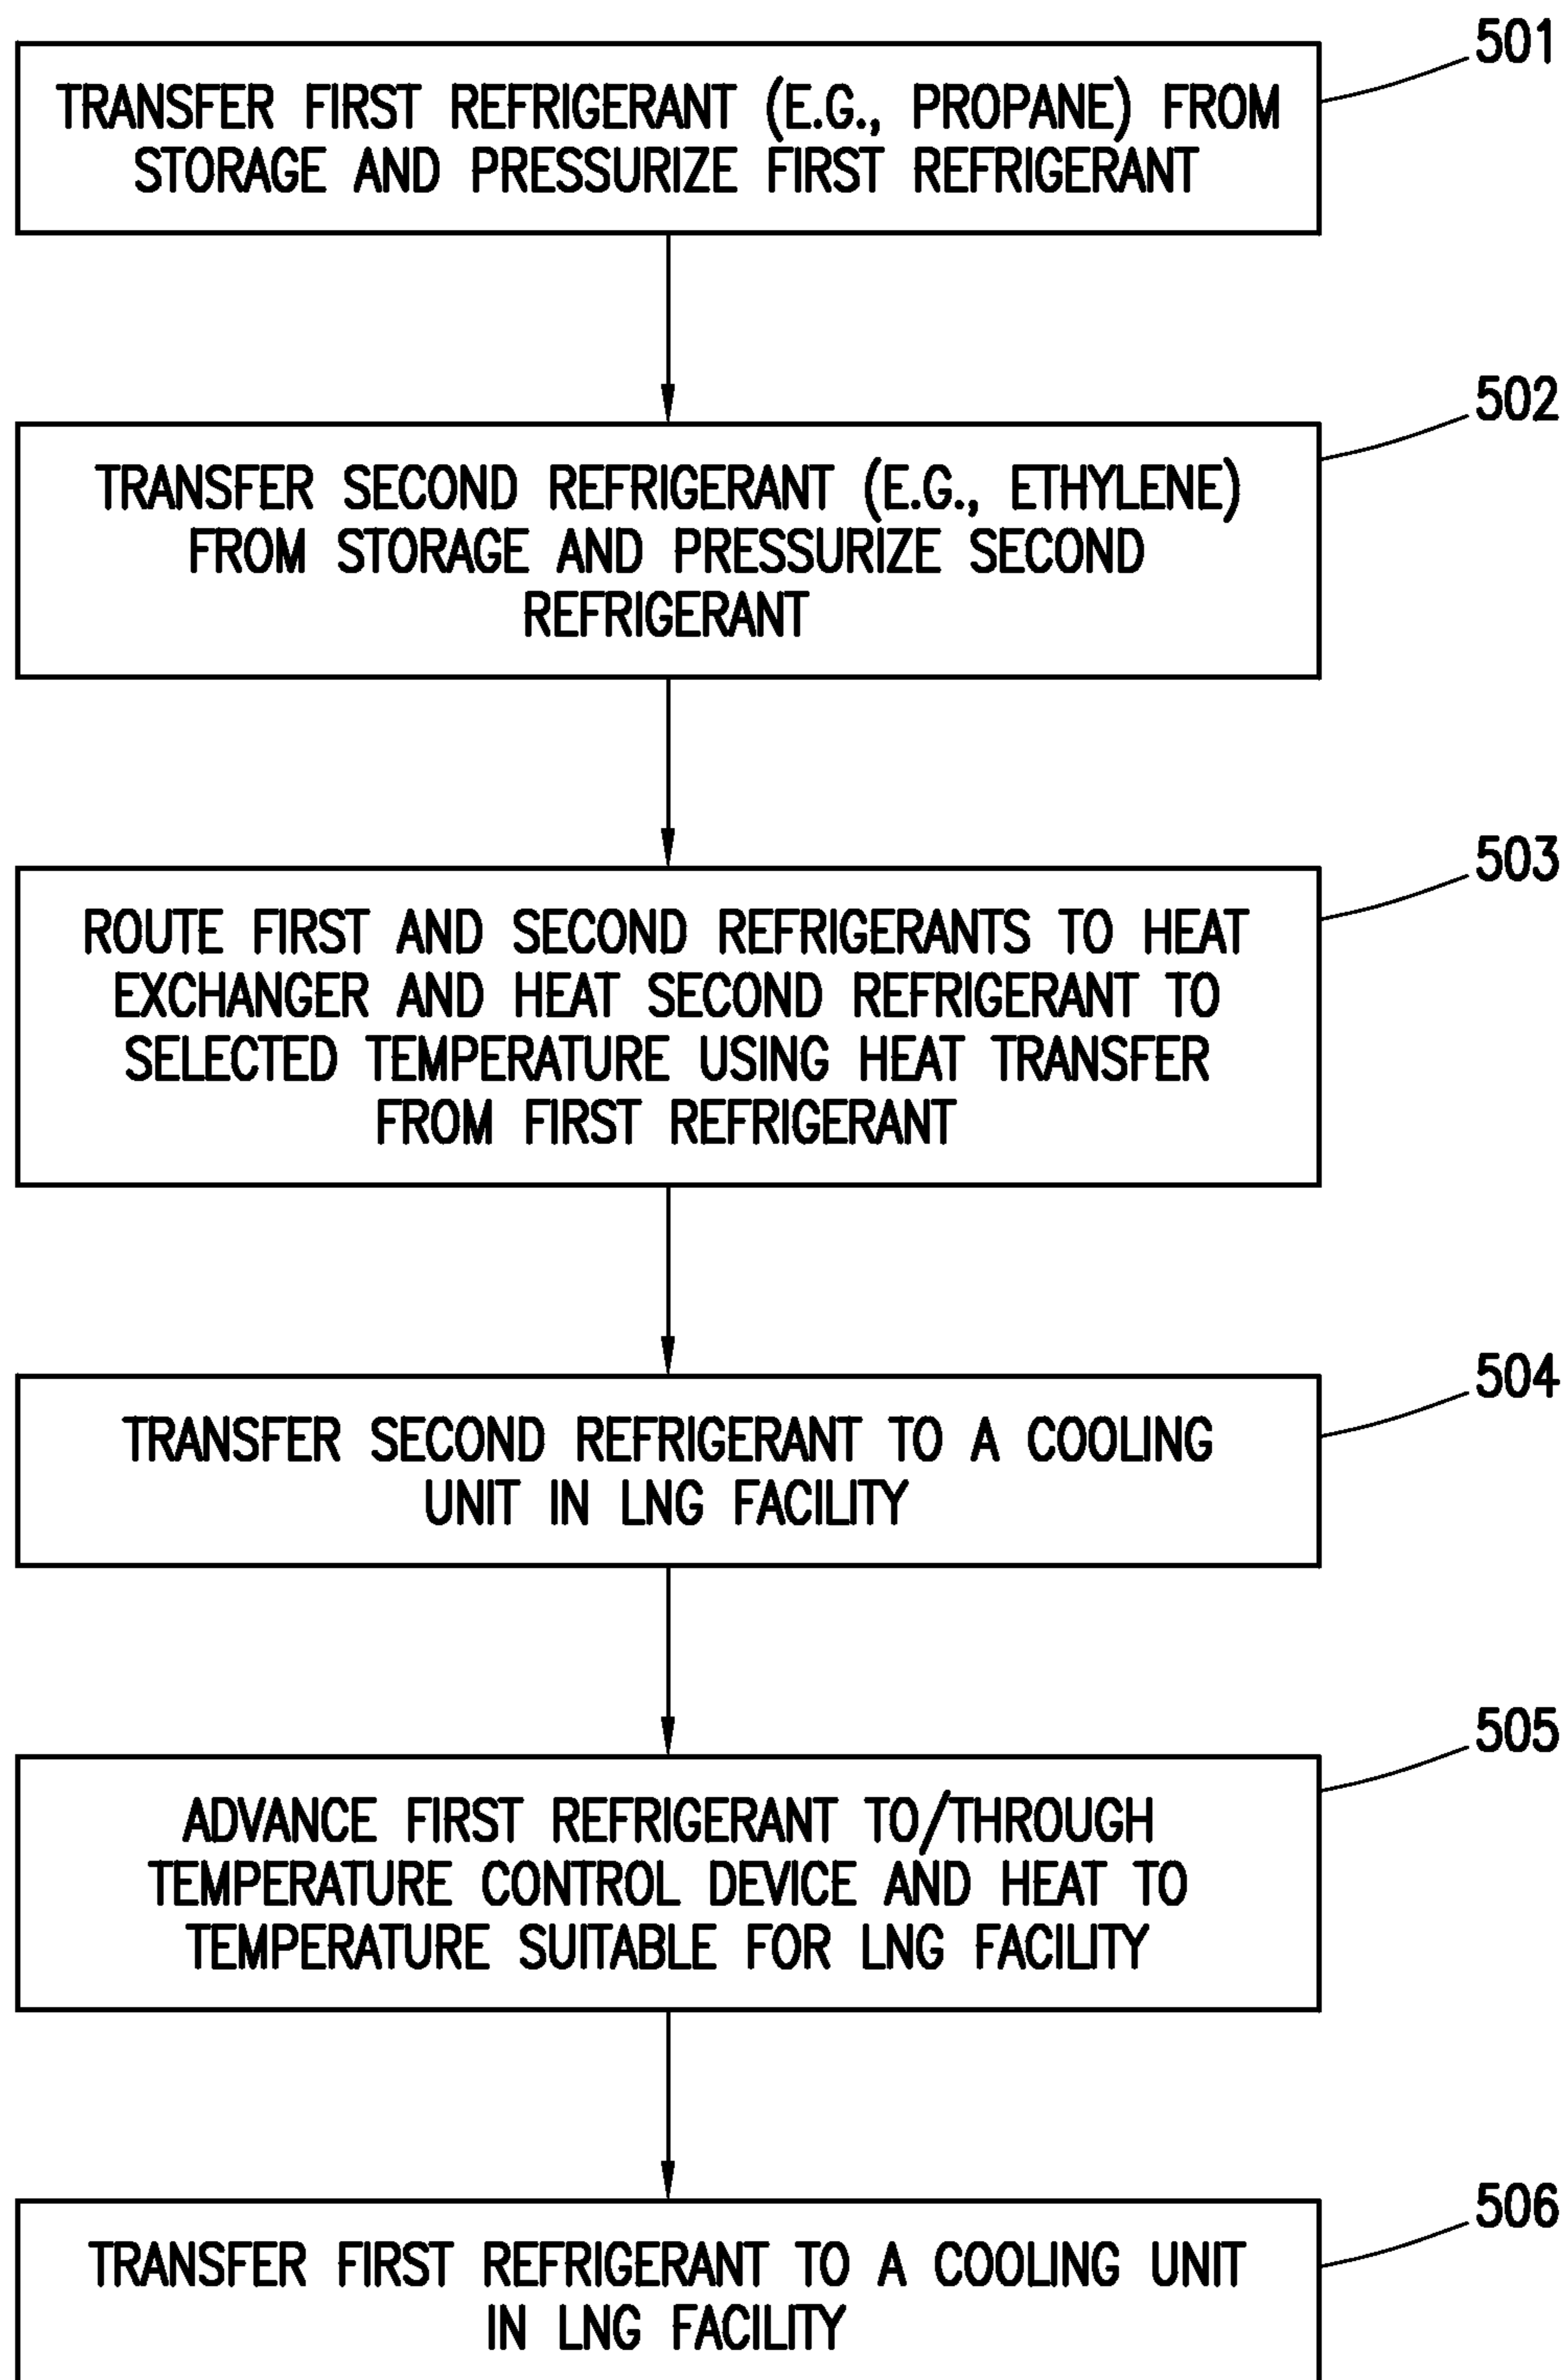 501
TRANSFER FIRST REFRIGERANT (E.G., PROPANE) FROM
STORAGE AND PRESSURIZE FIRST REFRIGERANT
502
TRANSFER SECOND REFRIGERANT (E.G., ETHYLENE)
FROM STORAGE AND PRESSURIZE SECOND
REFRIGERANT
503
ROUTE FIRST AND SECOND REFRIGERANTS TO HEAT
EXCHANGER AND HEAT SECOND REFRIGERANT TO
SELECTED TEMPERATURE USING HEAT TRANSFER
FROM FIRST REFRIGERANT
504
TRANSFER SECOND REFRIGERANT TO A COOLING
UNIT IN LNG FACILITY
505
ADVANCE FIRST REFRIGERANT TO/THROUGH
TEMPERATURE CONTROL DEVICE AND HEAT TO
TEMPERATURE SUITABLE FOR LNG FACILITY
506
TRANSFER FIRST REFRIGERANT TO A COOLING UNIT
IN LNG FACILITY